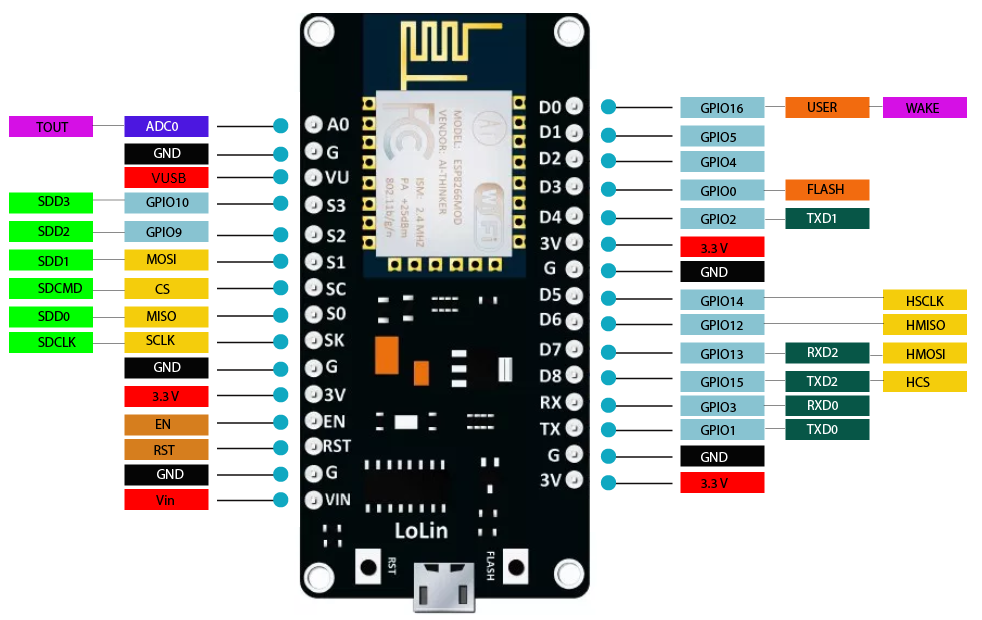 TOUT ADC0 A0
GND G
VUSB VU
SDD3 GPIO10 S3
SDD2 GPIO9 S2
SDD1 MOSI S1
SDCMD CS SC
SDD0 MISO S0
SDCLK SCLK SK
GND G
3.3 V 3V
EN EN
RST RST
GND G
Vin VIN
MODEL: ESP8266MOD
VENDOR: AI-THINKER
ISM: 2.4 MHZ
PA +25dBm
802.11b/g/n
FC
Wi Fi
D0 GPIO16 USER WAKE
D1 GPIO5
D2 GPIO4
D3 GPIO0 FLASH
D4 GPIO2 TXD1
3V 3.3 V
G GND
D5 GPIO14 HSCLK
D6 GPIO12 HMISO
D7 GPIO13 RXD2 HMOSI
D8 GPIO15 TXD2 HCS
RX GPIO3 RXD0
TX GPIO1 TXD0
G GND
3V 3.3 V
LoLin
RST
FLASH